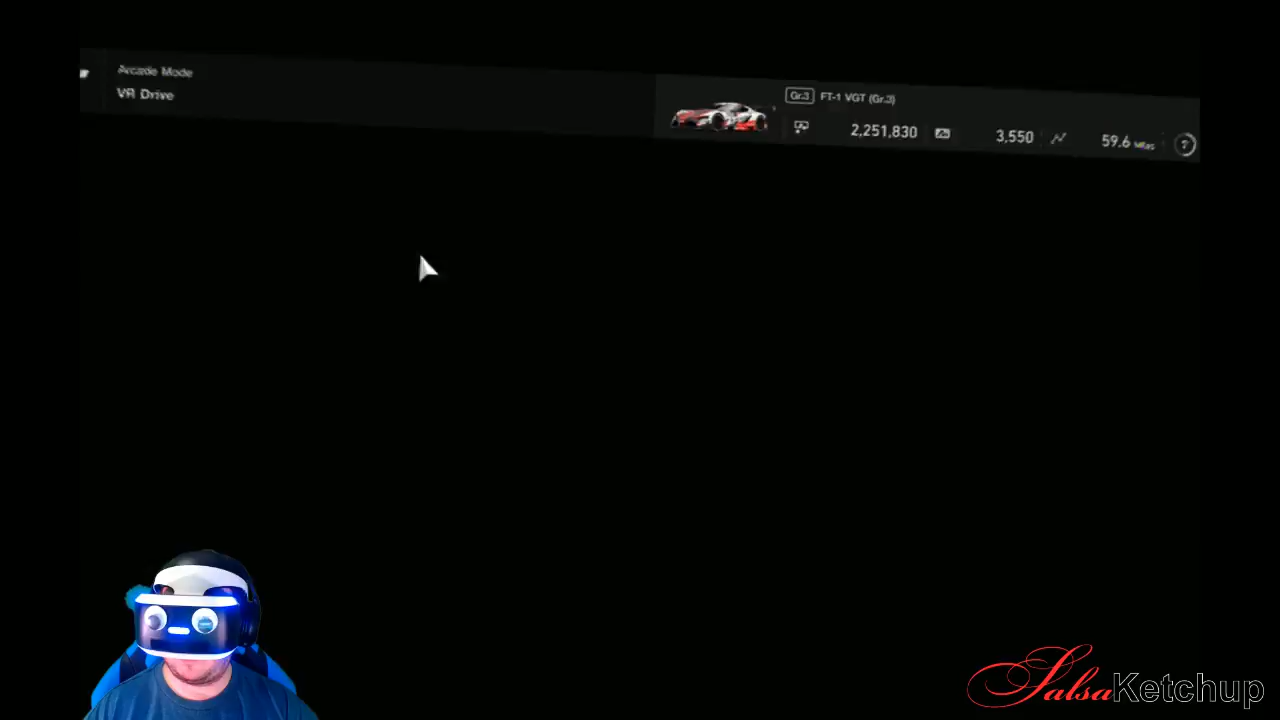 Arcade Mode
VR Drive
Gr.3 FT-1 VGT (Gr.3)
2,251,830 3,550 59.6 Miles
?
SalsaKetchup